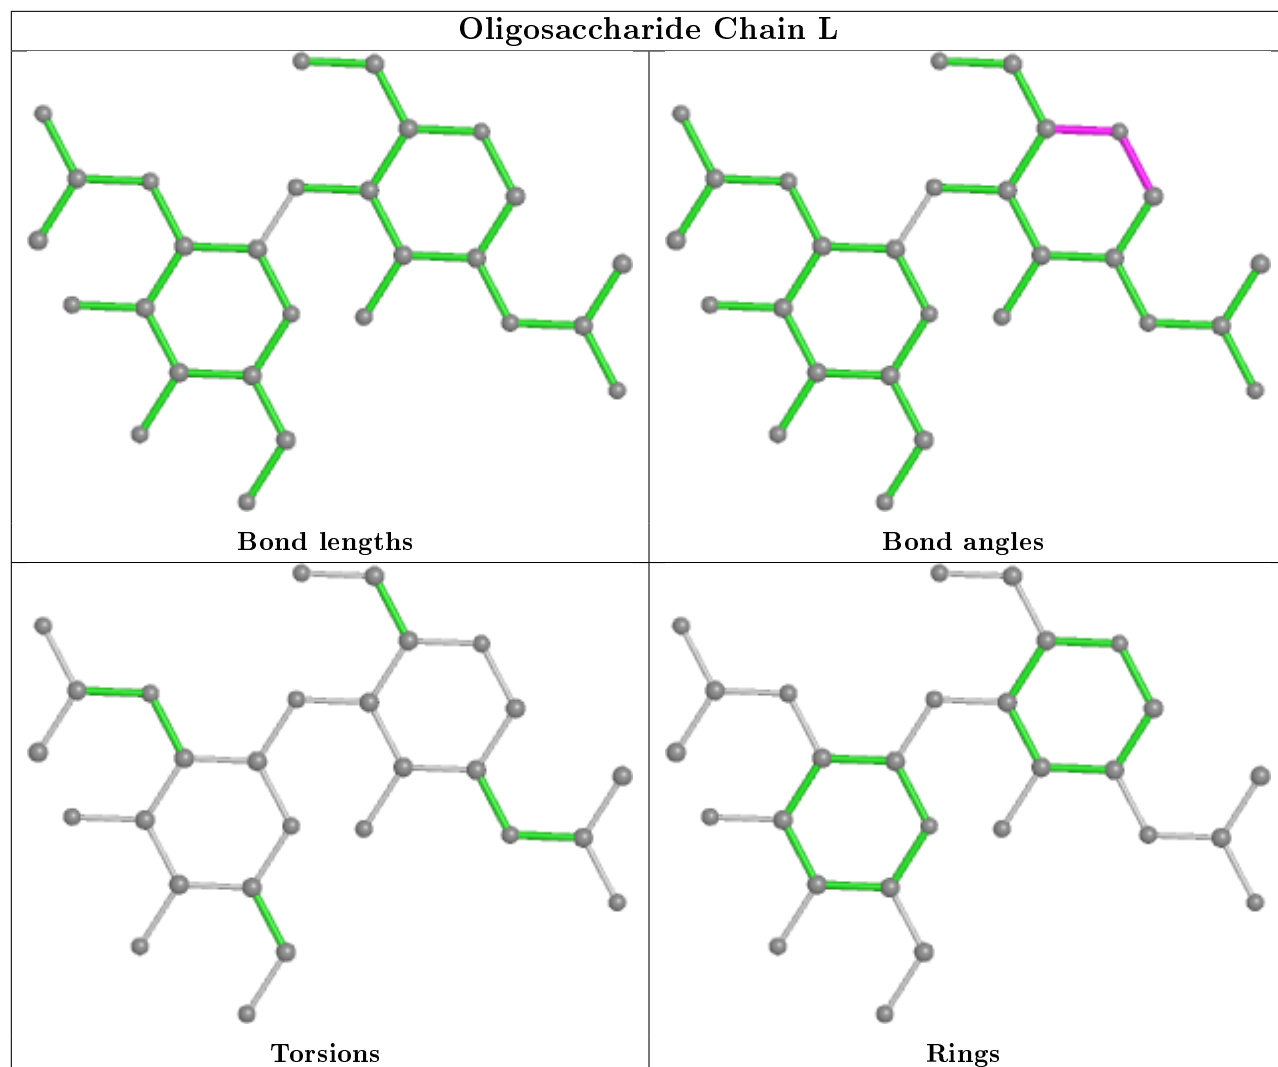 Oligosaccharide Chain L
Bond lengths
Bond angles
Torsions
Rings